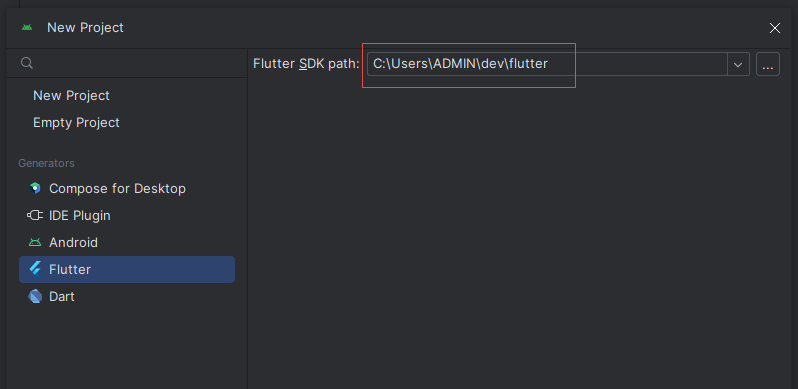 New Project
Flutter SDK path: C:\Users\ADMIN\dev\flutter ...
New Project
Empty Project
Generators
Compose for Desktop
IDE Plugin
Android
Flutter
Dart